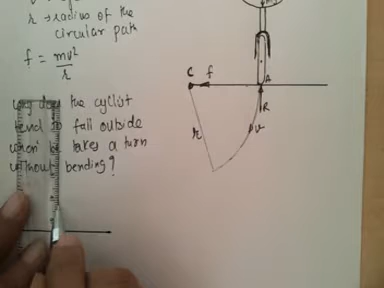 r → radius of the
circular path
f = mv²/r
why does the cyclist
tend to fall outside
when he takes a turn
without bending?
C
f
A
R
r
v